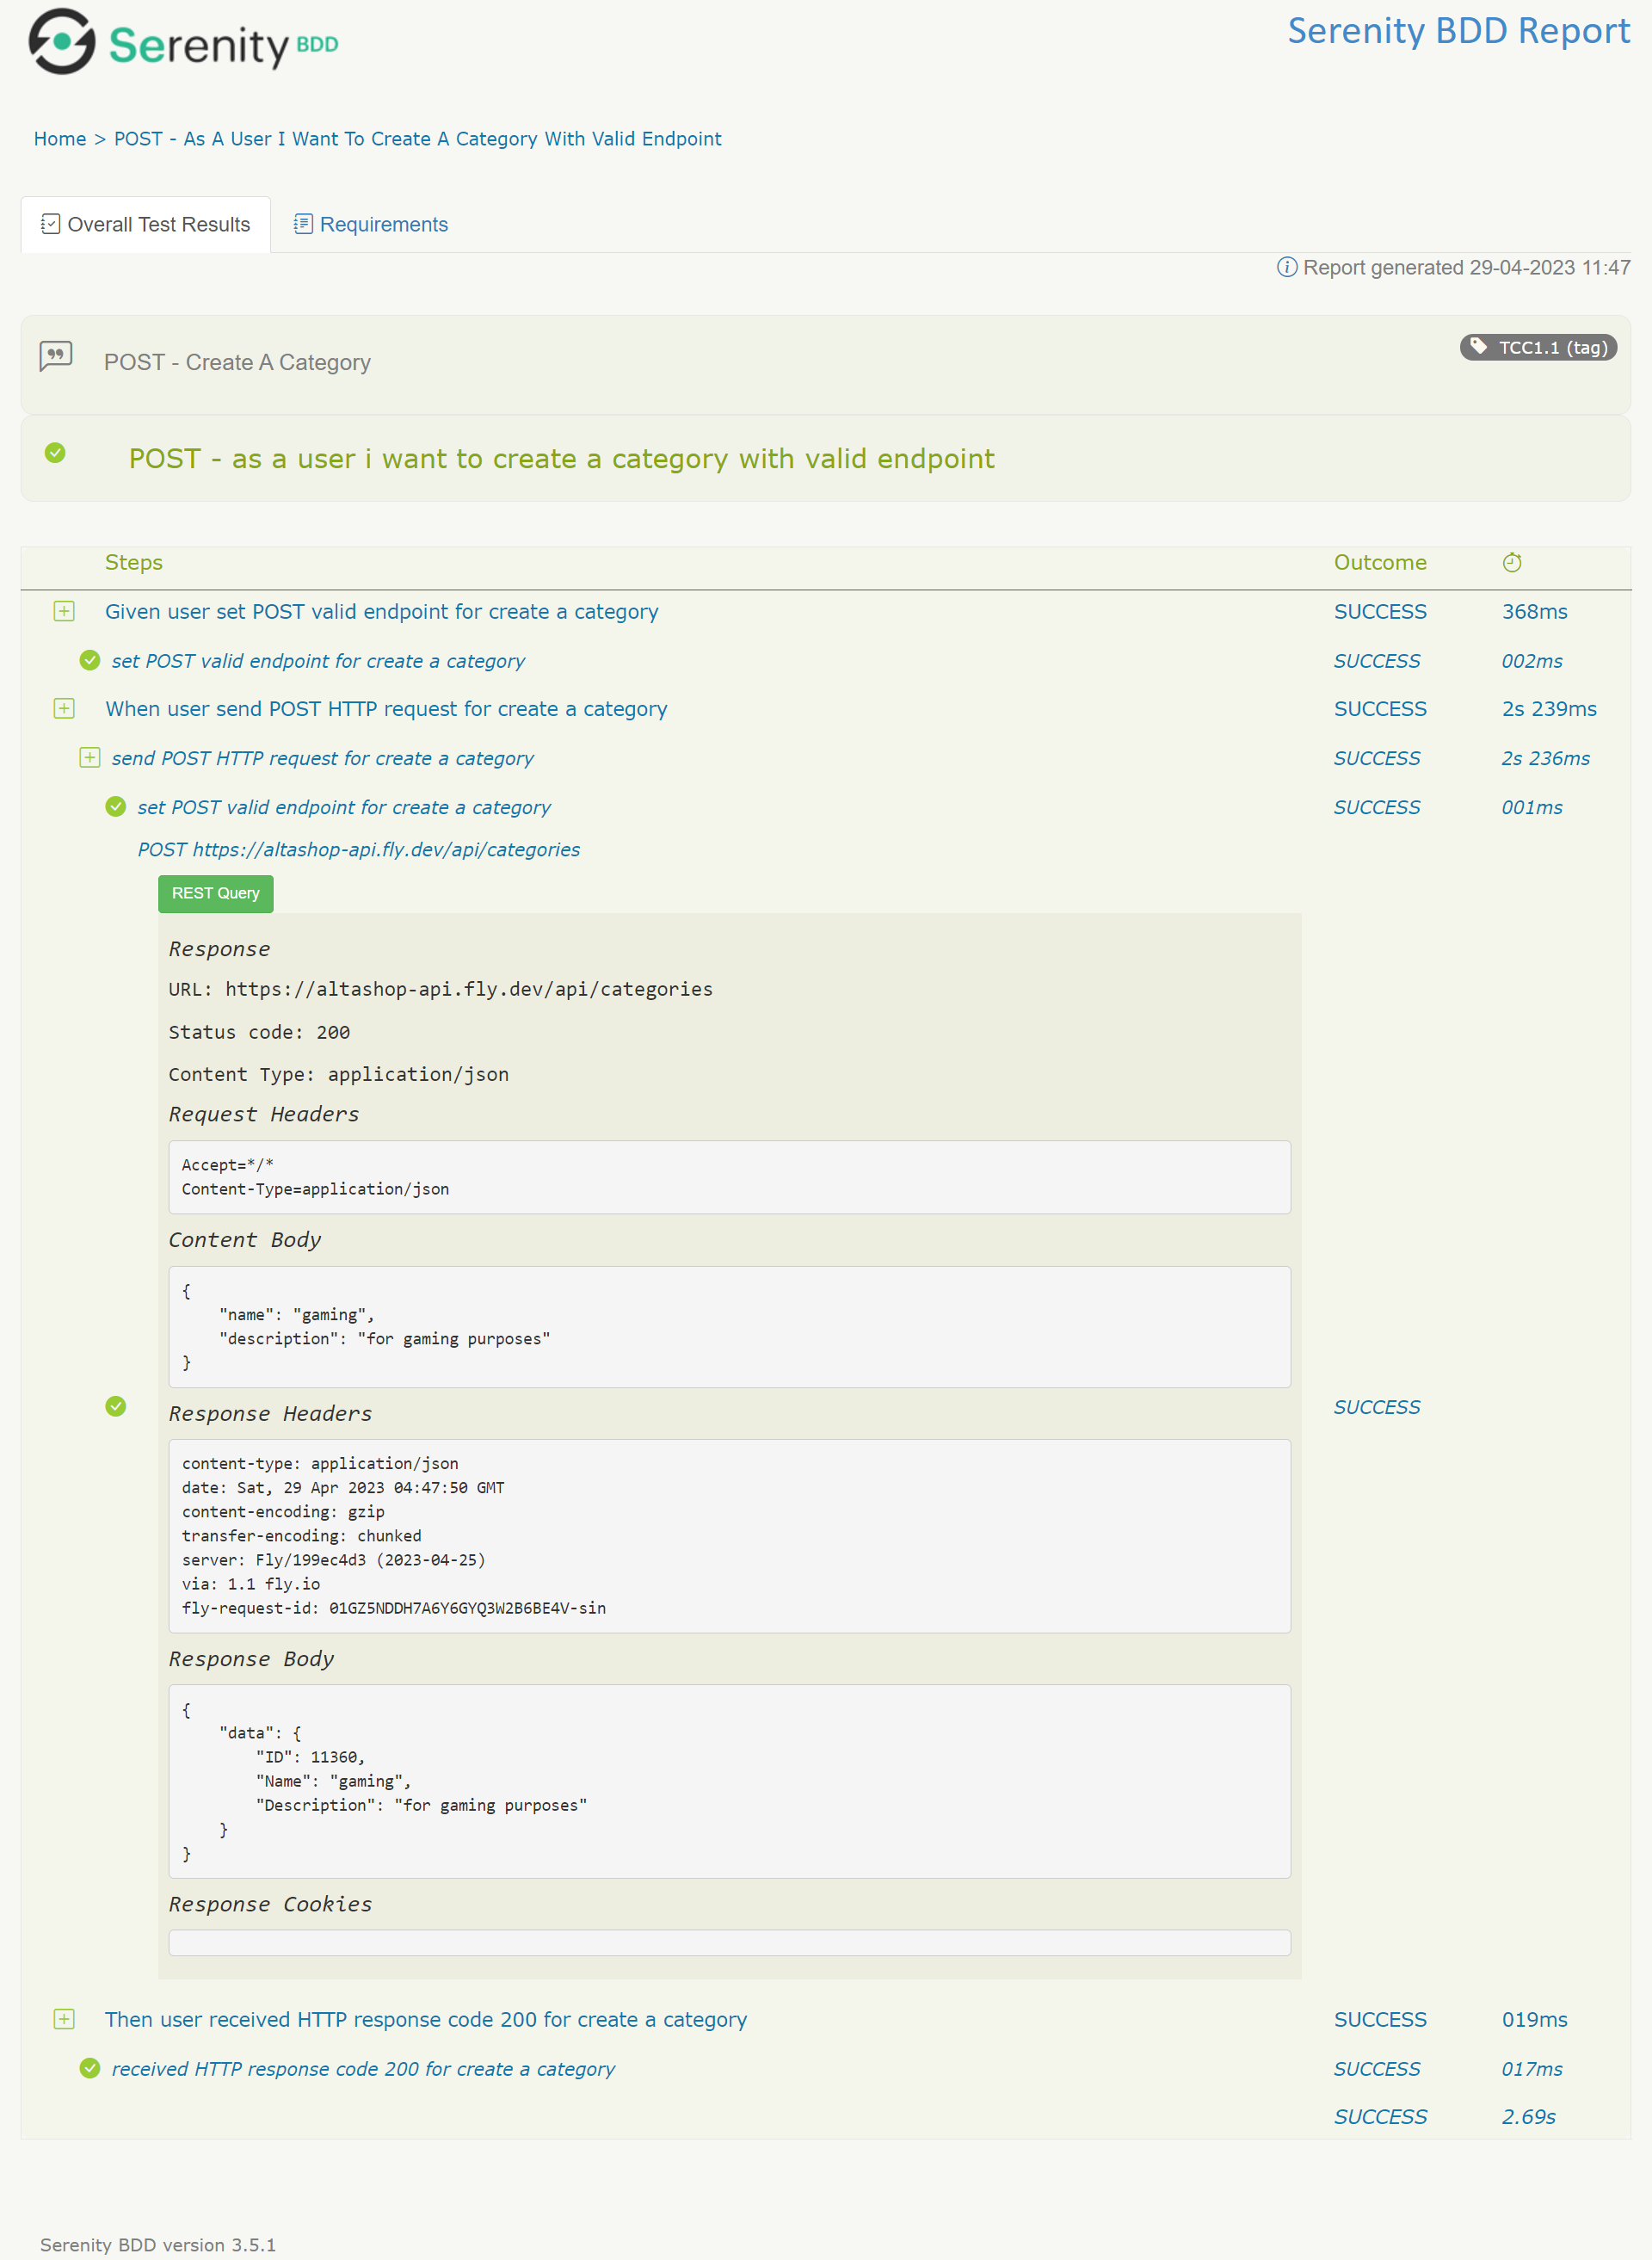 Serenity BDD
Serenity BDD Report
Home > POST - As A User I Want To Create A Category With Valid Endpoint
Overall Test Results
Requirements
Report generated 29-04-2023 11:47
POST - Create A Category
TCC1.1 (tag)
POST - as a user i want to create a category with valid endpoint
Steps Outcome
Given user set POST valid endpoint for create a category SUCCESS 368ms
set POST valid endpoint for create a category SUCCESS 002ms
When user send POST HTTP request for create a category SUCCESS 2s 239ms
send POST HTTP request for create a category SUCCESS 2s 236ms
set POST valid endpoint for create a category SUCCESS 001ms
POST https://altashop-api.fly.dev/api/categories
REST Query
Response
URL: https://altashop-api.fly.dev/api/categories
Status code: 200
Content Type: application/json
Request Headers
Accept=*/*
Content-Type=application/json
Content Body
{
    "name": "gaming",
    "description": "for gaming purposes"
}
Response Headers SUCCESS
content-type: application/json
date: Sat, 29 Apr 2023 04:47:50 GMT
content-encoding: gzip
transfer-encoding: chunked
server: Fly/199ec4d3 (2023-04-25)
via: 1.1 fly.io
fly-request-id: 01GZ5NDDH7A6Y6GYQ3W2B6BE4V-sin
Response Body
{
    "data": {
        "ID": 11360,
        "Name": "gaming",
        "Description": "for gaming purposes"
    }
}
Response Cookies
Then user received HTTP response code 200 for create a category SUCCESS 019ms
received HTTP response code 200 for create a category SUCCESS 017ms
SUCCESS 2.69s
Serenity BDD version 3.5.1